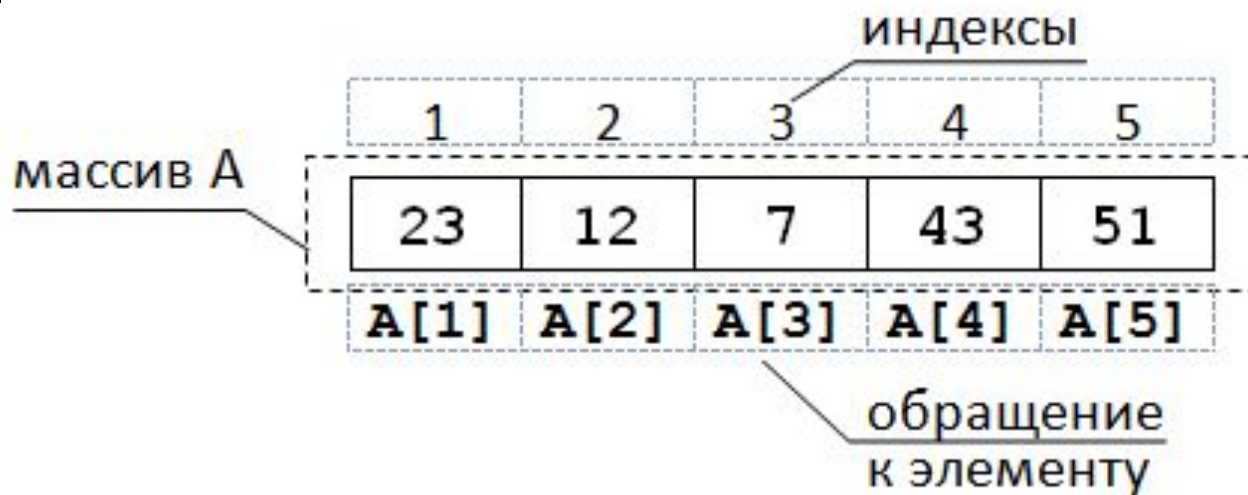 индексы
1 2 3 4 5
массив А
23 12 7 43 51
A[1] A[2] A[3] A[4] A[5]
обращение
к элементу